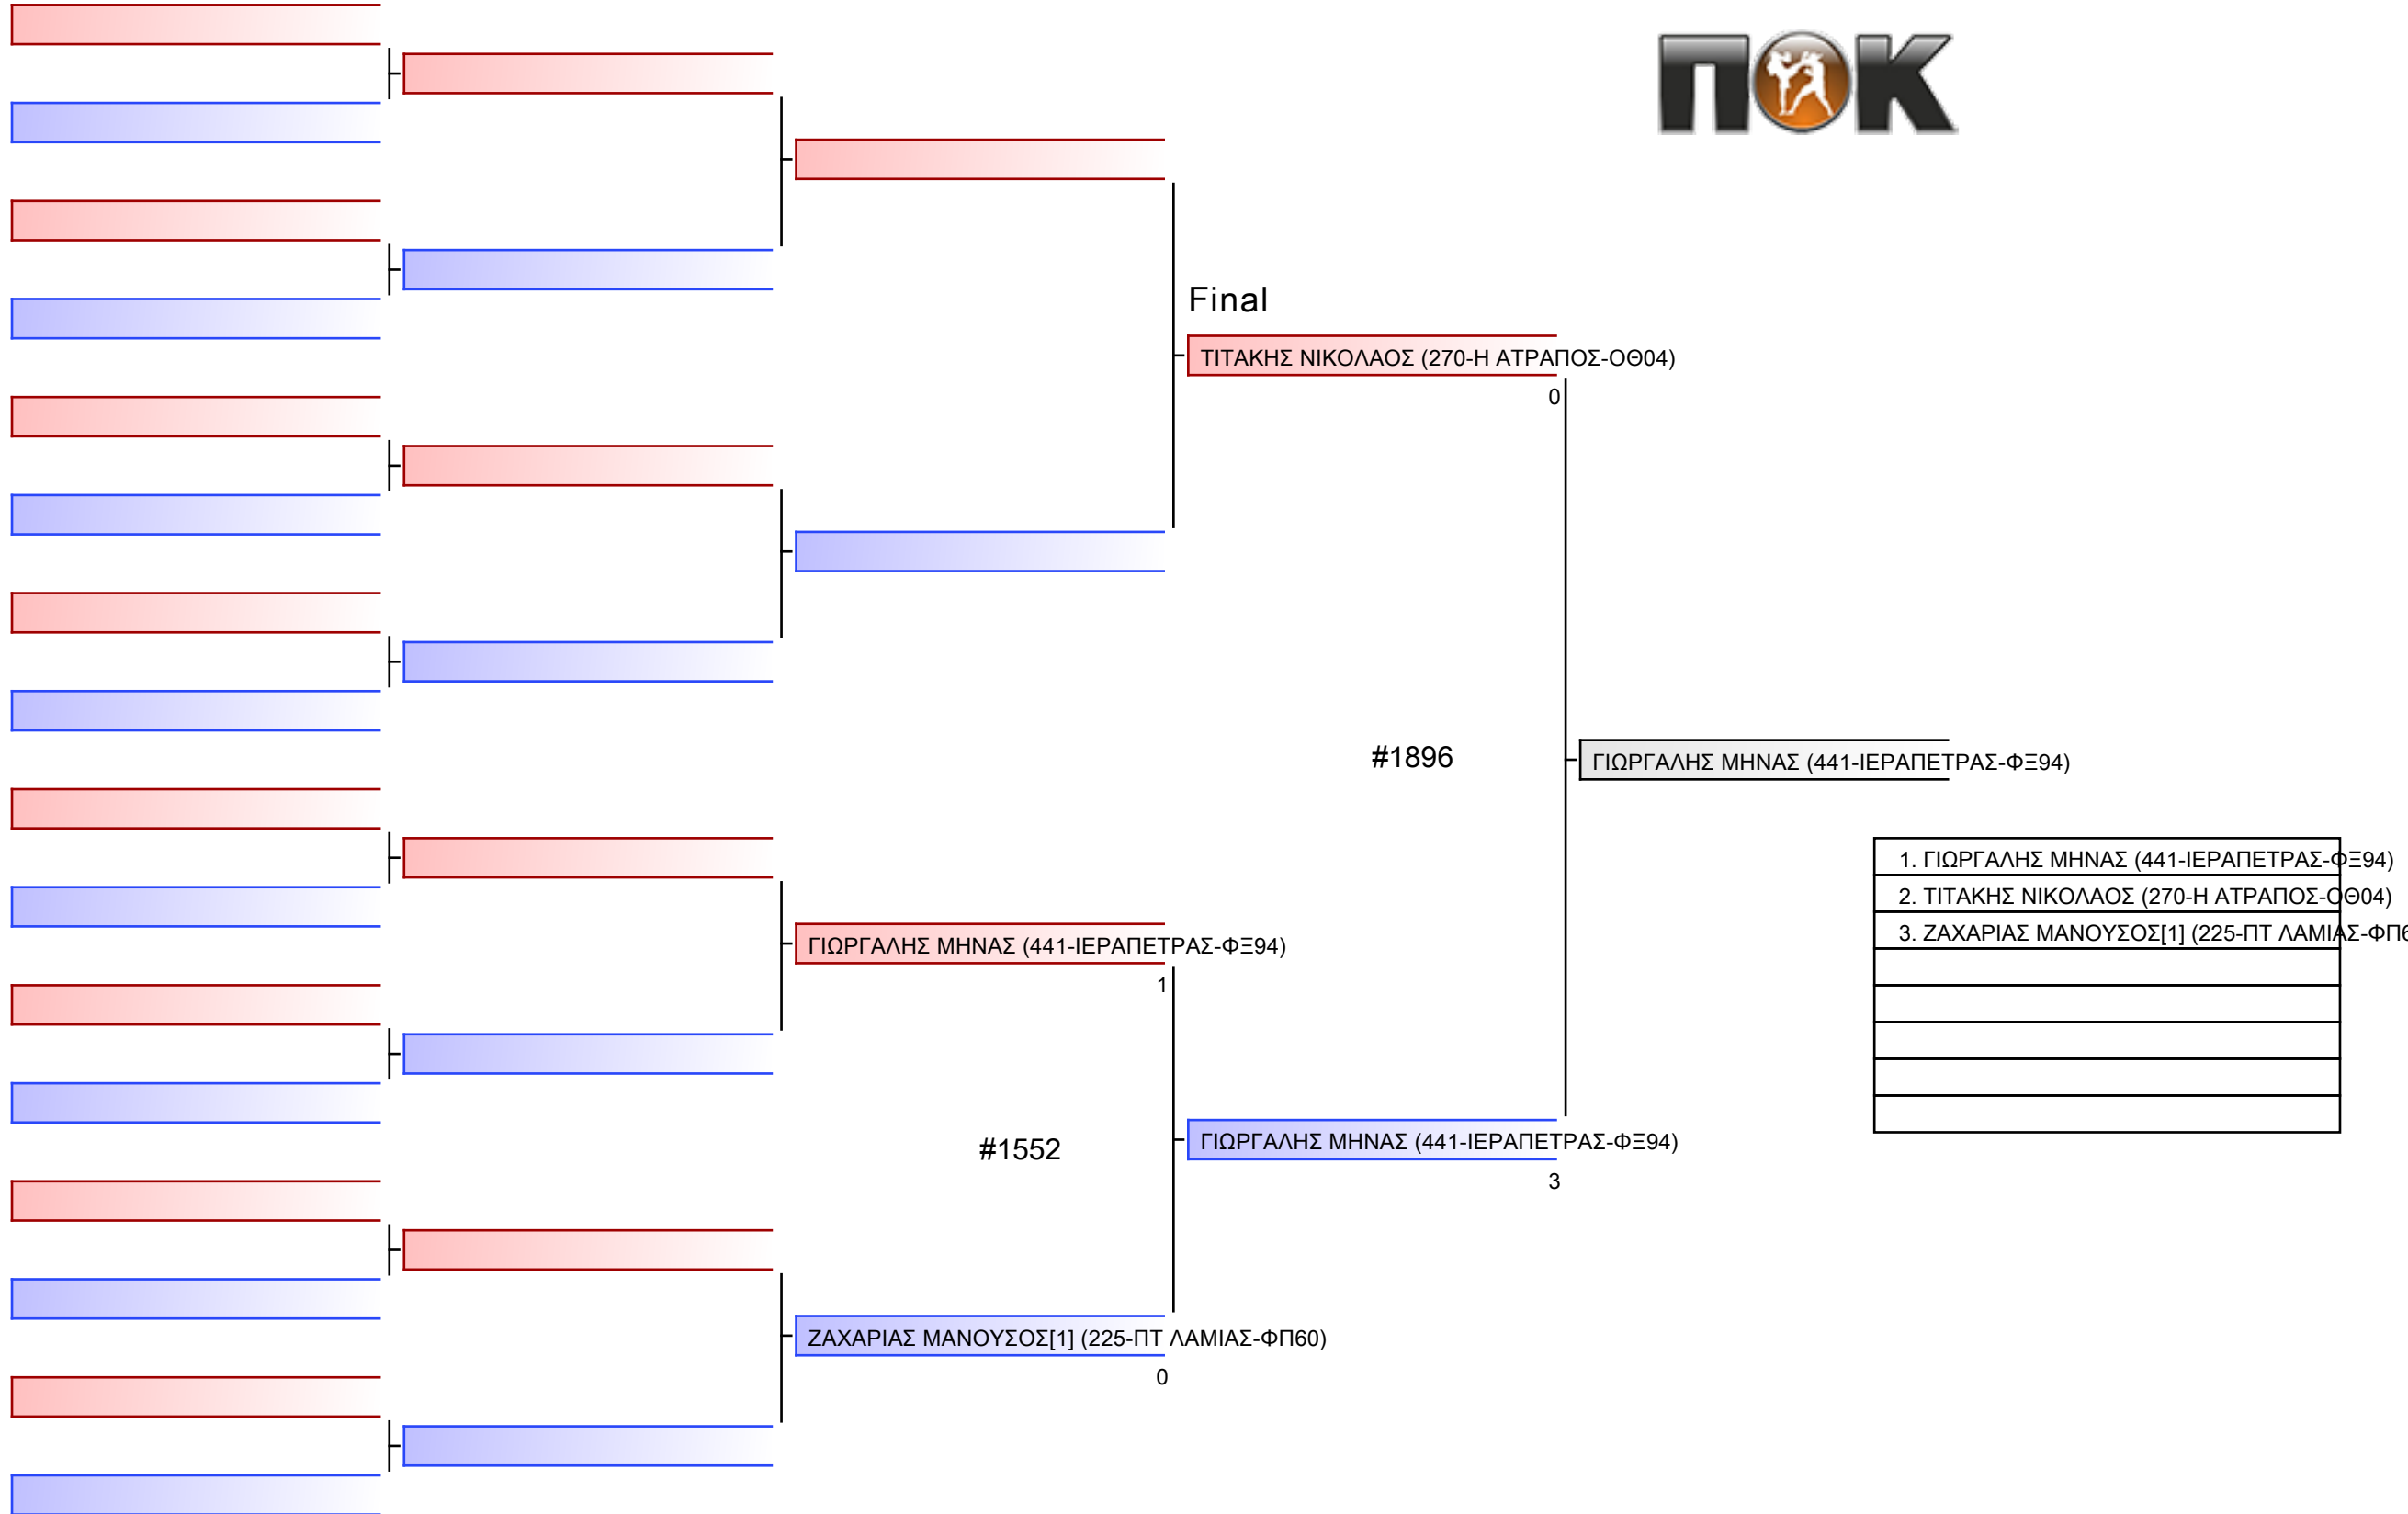 ΠΟΚ
Final
ΤΙΤΑΚΗΣ ΝΙΚΟΛΑΟΣ (270-Η ΑΤΡΑΠΟΣ-ΟΘ04)
0
#1896
ΓΙΩΡΓΑΛΗΣ ΜΗΝΑΣ (441-ΙΕΡΑΠΕΤΡΑΣ-ΦΞ94)
1. ΓΙΩΡΓΑΛΗΣ ΜΗΝΑΣ (441-ΙΕΡΑΠΕΤΡΑΣ-ΦΞ94)
2. ΤΙΤΑΚΗΣ ΝΙΚΟΛΑΟΣ (270-Η ΑΤΡΑΠΟΣ-ΟΘ04)
3. ΖΑΧΑΡΙΑΣ ΜΑΝΟΥΣΟΣ[1] (225-ΠΤ ΛΑΜΙΑΣ-ΦΠ6
ΓΙΩΡΓΑΛΗΣ ΜΗΝΑΣ (441-ΙΕΡΑΠΕΤΡΑΣ-ΦΞ94)
1
#1552
ΓΙΩΡΓΑΛΗΣ ΜΗΝΑΣ (441-ΙΕΡΑΠΕΤΡΑΣ-ΦΞ94)
3
ΖΑΧΑΡΙΑΣ ΜΑΝΟΥΣΟΣ[1] (225-ΠΤ ΛΑΜΙΑΣ-ΦΠ60)
0